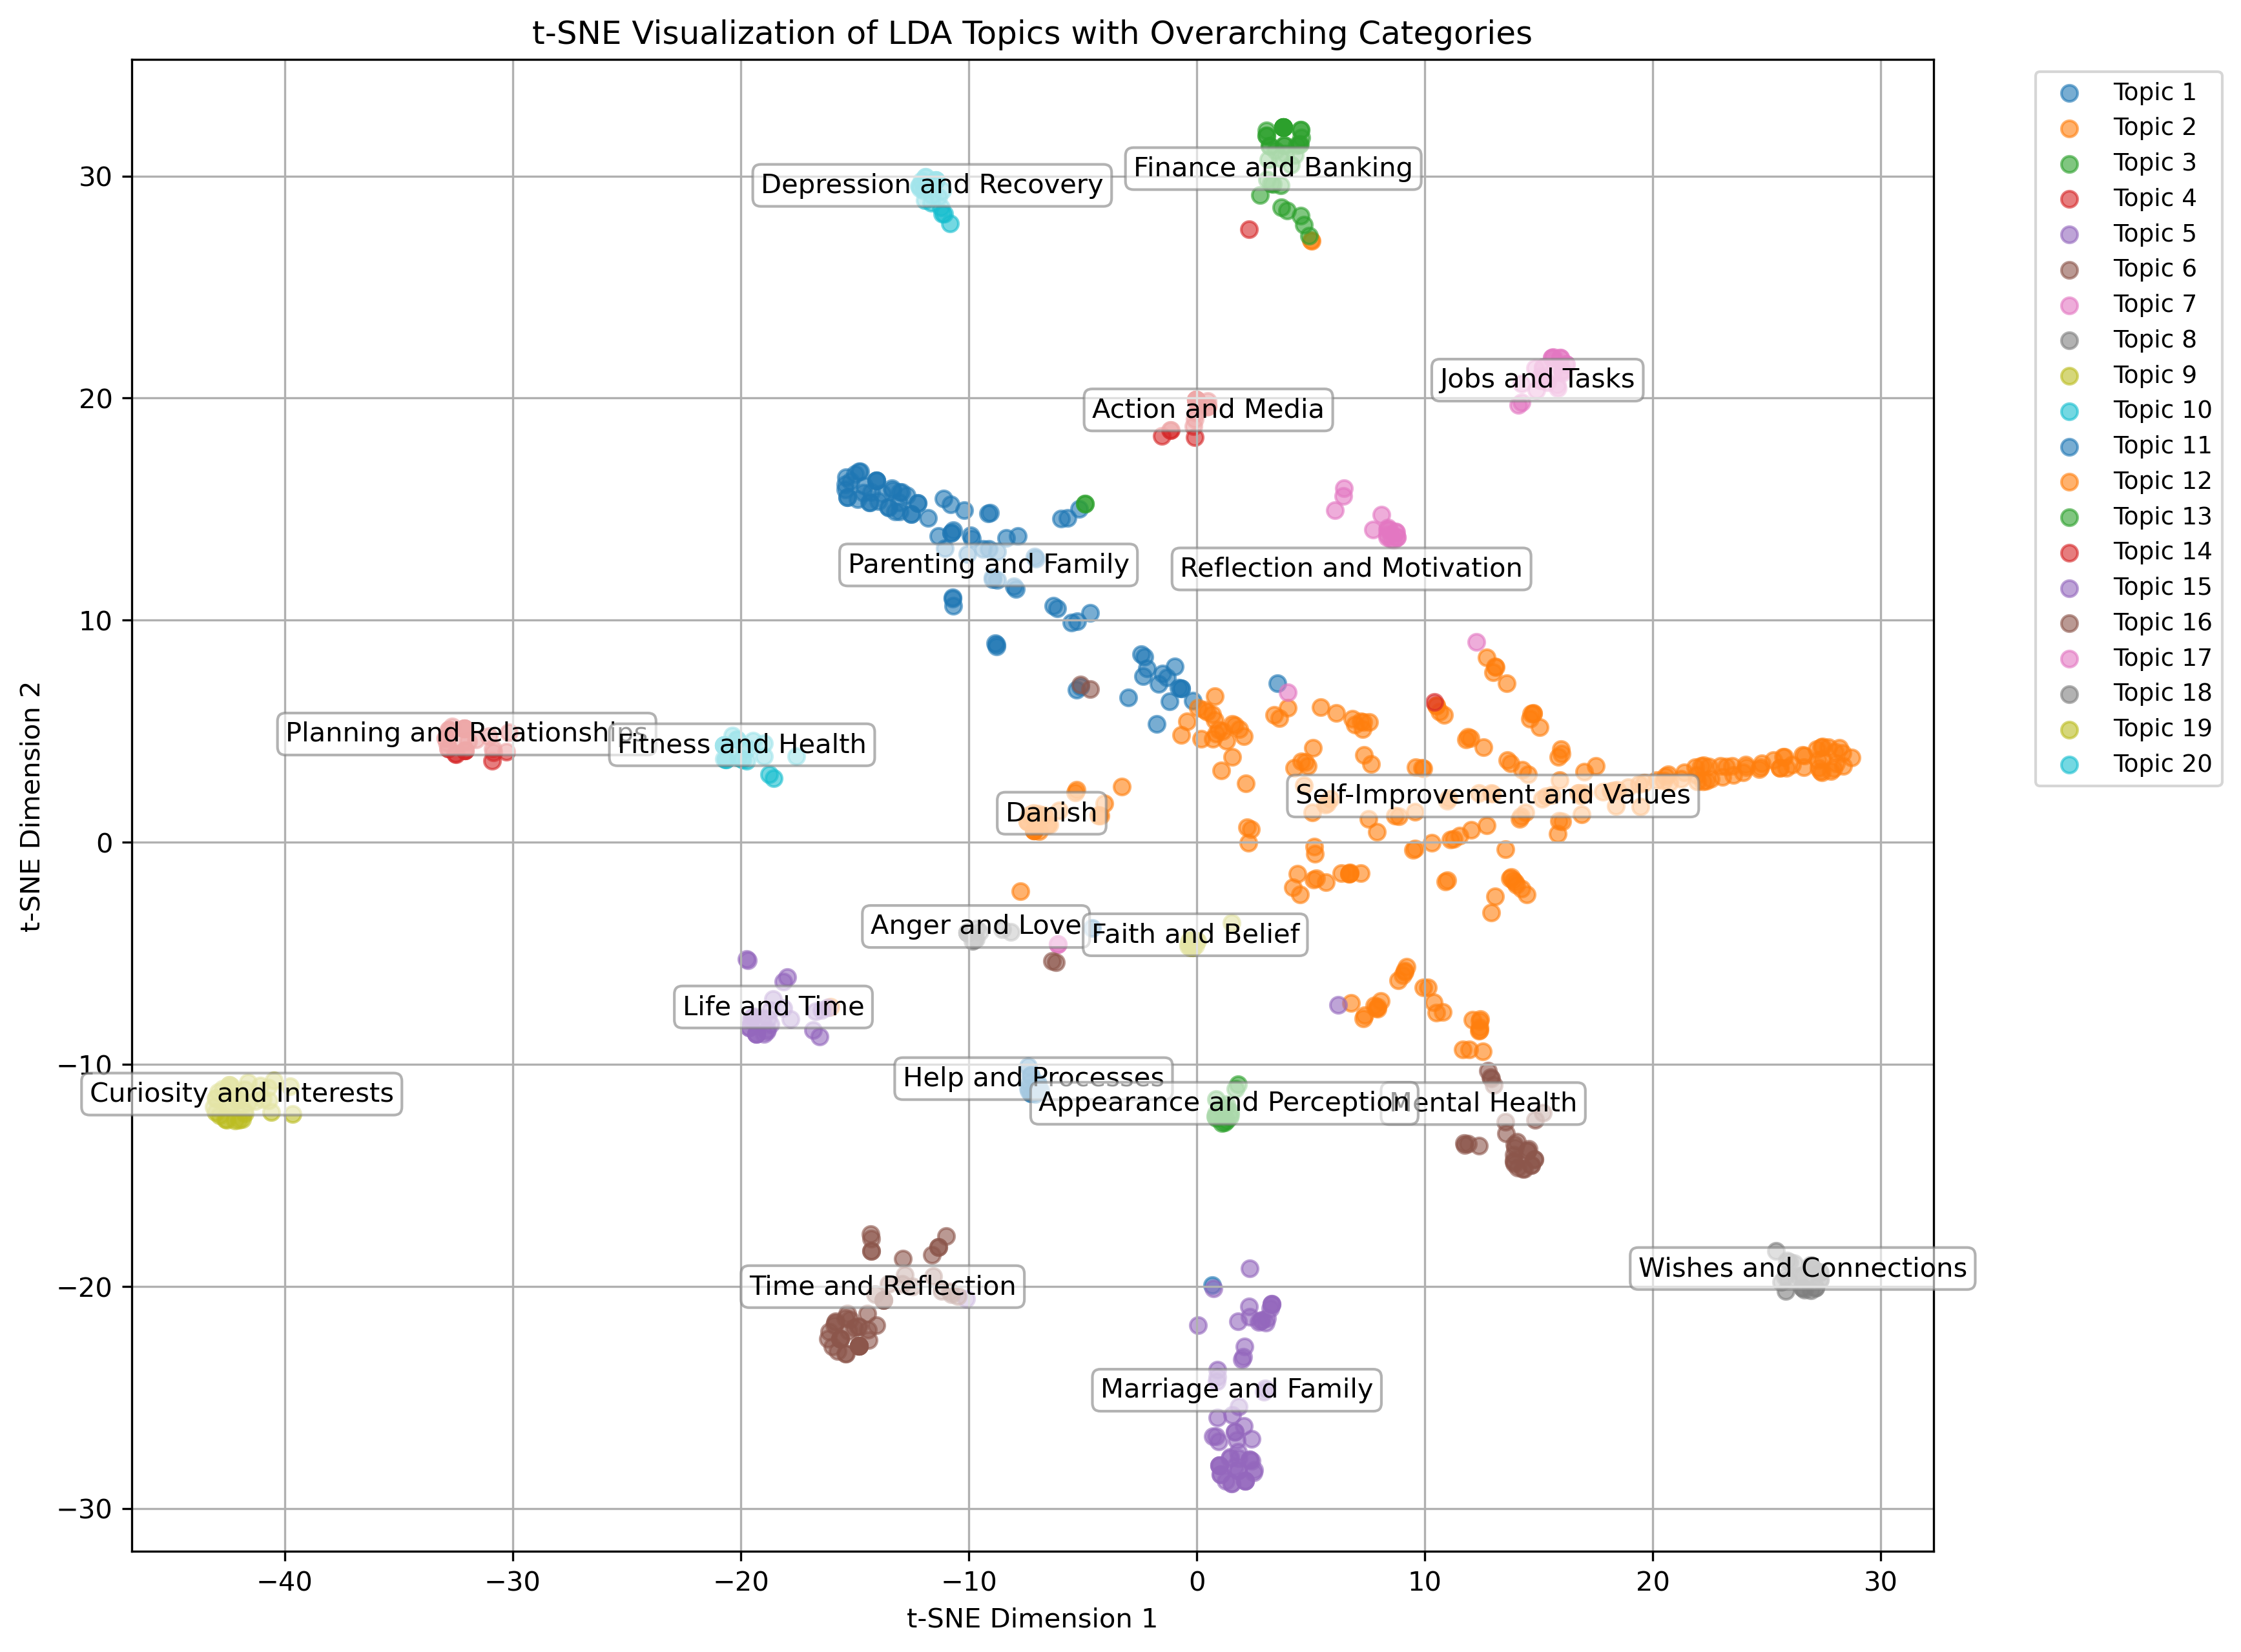 t-SNE Visualization of LDA Topics with Overarching Categories
Finance and Banking
Depression and Recovery
Jobs and Tasks
Action and Media
Parenting and Family
Reflection and Motivation
Planning and Relationships
Fitness and Health
Self-Improvement and Values
Danish
Anger and Love
Faith and Belief
Life and Time
Help and Processes
Curiosity and Interests
Appearance and Perception
Mental Health
Time and Reflection
Wishes and Connections
Marriage and Family
Topic 1
Topic 2
Topic 3
Topic 4
Topic 5
Topic 6
Topic 7
Topic 8
Topic 9
Topic 10
Topic 11
Topic 12
Topic 13
Topic 14
Topic 15
Topic 16
Topic 17
Topic 18
Topic 19
Topic 20
t-SNE Dimension 2
30
20
10
0
−10
−20
−30
−40
−30
−20
−10
0
10
20
30
t-SNE Dimension 1